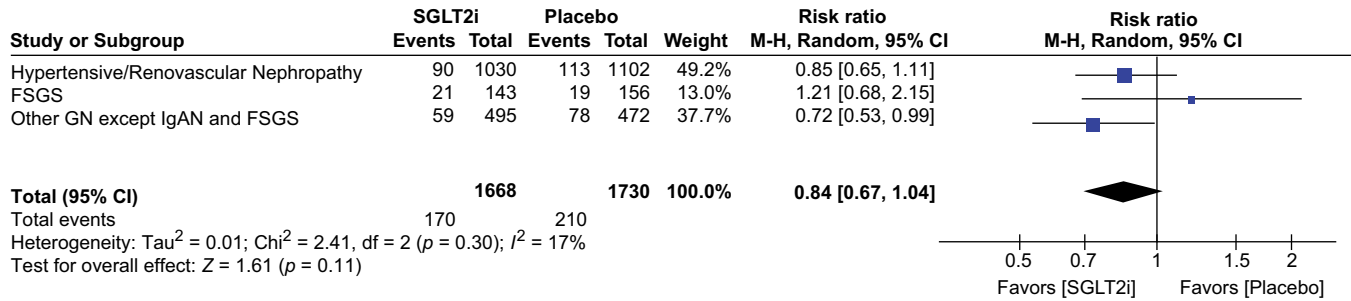 SGLT2i Placebo Risk ratio Risk ratio
Study or Subgroup Events Total Events Total Weight M-H, Random, 95% CI M-H, Random, 95% CI
Hypertensive/Renovascular Nephropathy 90 1030 113 1102 49.2% 0.85 [0.65, 1.11]
FSGS 21 143 19 156 13.0% 1.21 [0.68, 2.15]
Other GN except IgAN and FSGS 59 495 78 472 37.7% 0.72 [0.53, 0.99]
Total (95% CI) 1668 1730 100.0% 0.84 [0.67, 1.04]
Total events 170 210
Heterogeneity: Tau² = 0.01; Chi² = 2.41, df = 2 (p = 0.30); I² = 17%
Test for overall effect: Z = 1.61 (p = 0.11)
0.5 0.7 1 1.5 2
Favors [SGLT2i] Favors [Placebo]